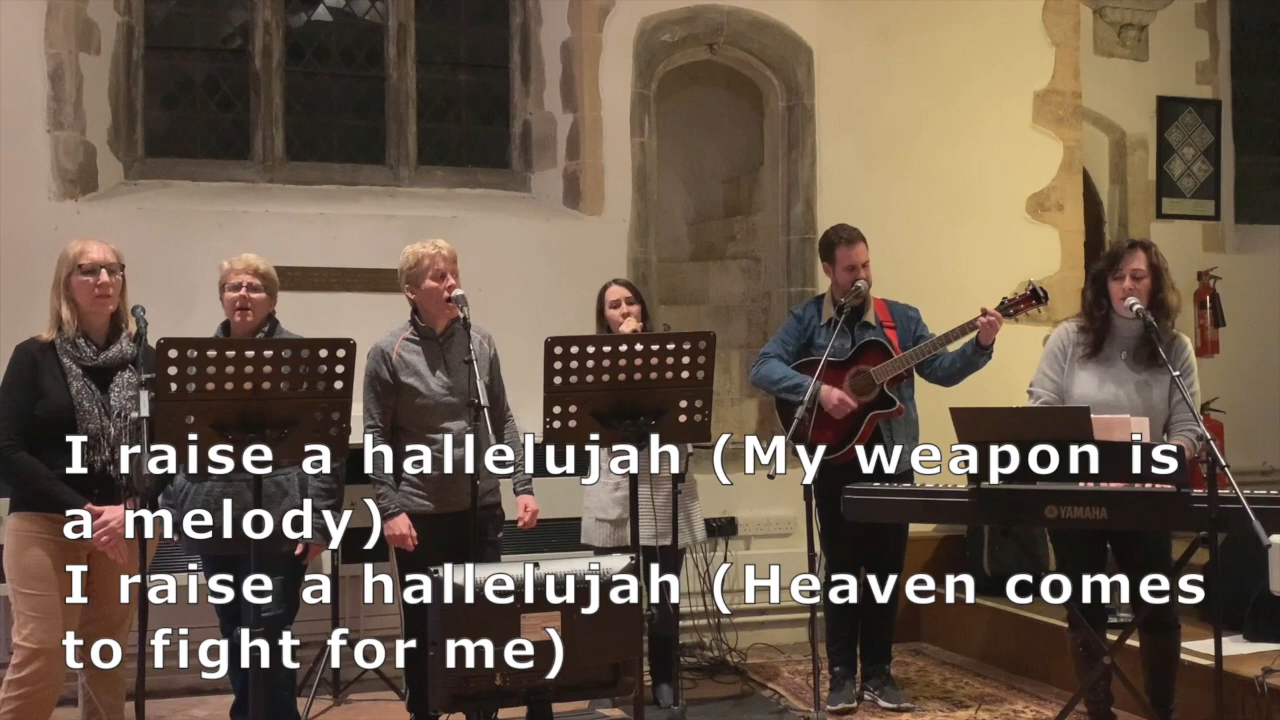 I raise a hallelujah (My weapon is
a melody)
I raise a hallelujah (Heaven comes
to fight for me)
YAMAHA